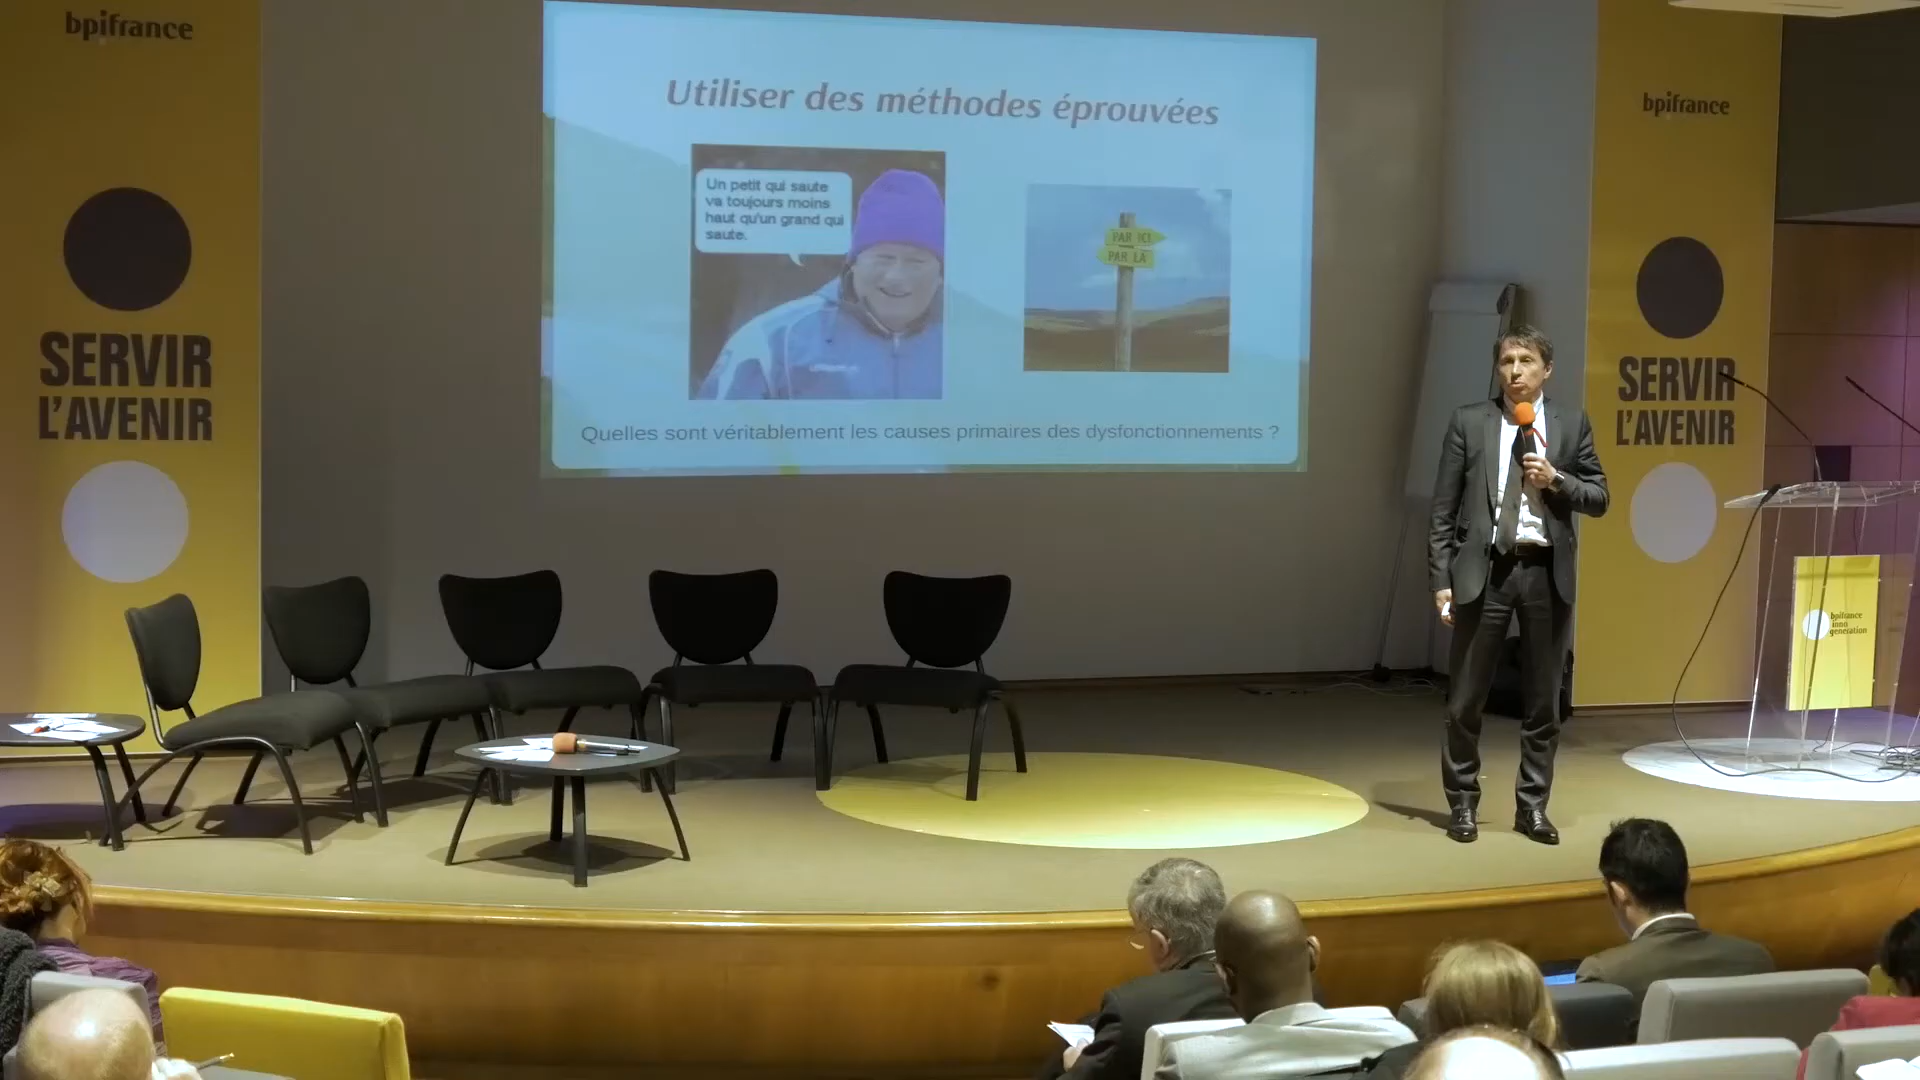 bpifrance
SERVIR
L'AVENIR
Utiliser des méthodes éprouvées
Un petit qui saute
va toujours moins
haut qu'un grand qui
saute.
PAR ICI
PAR LÀ
Quelles sont véritablement les causes primaires des dysfonctionnements ?
bpifrance
SERVIR
L'AVENIR
bpifrance
inno
generation